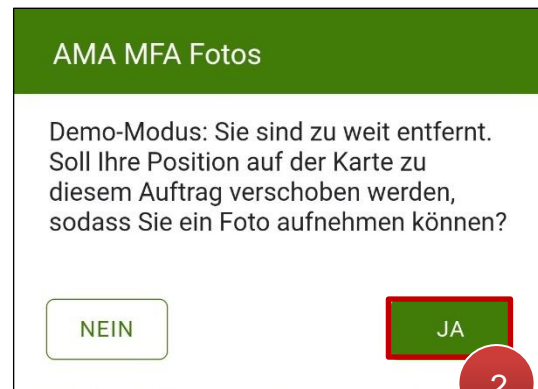 AMA MFA Fotos
Demo-Modus: Sie sind zu weit entfernt.
Soll Ihre Position auf der Karte zu
diesem Auftrag verschoben werden,
sodass Sie ein Foto aufnehmen können?
NEIN
JA
2